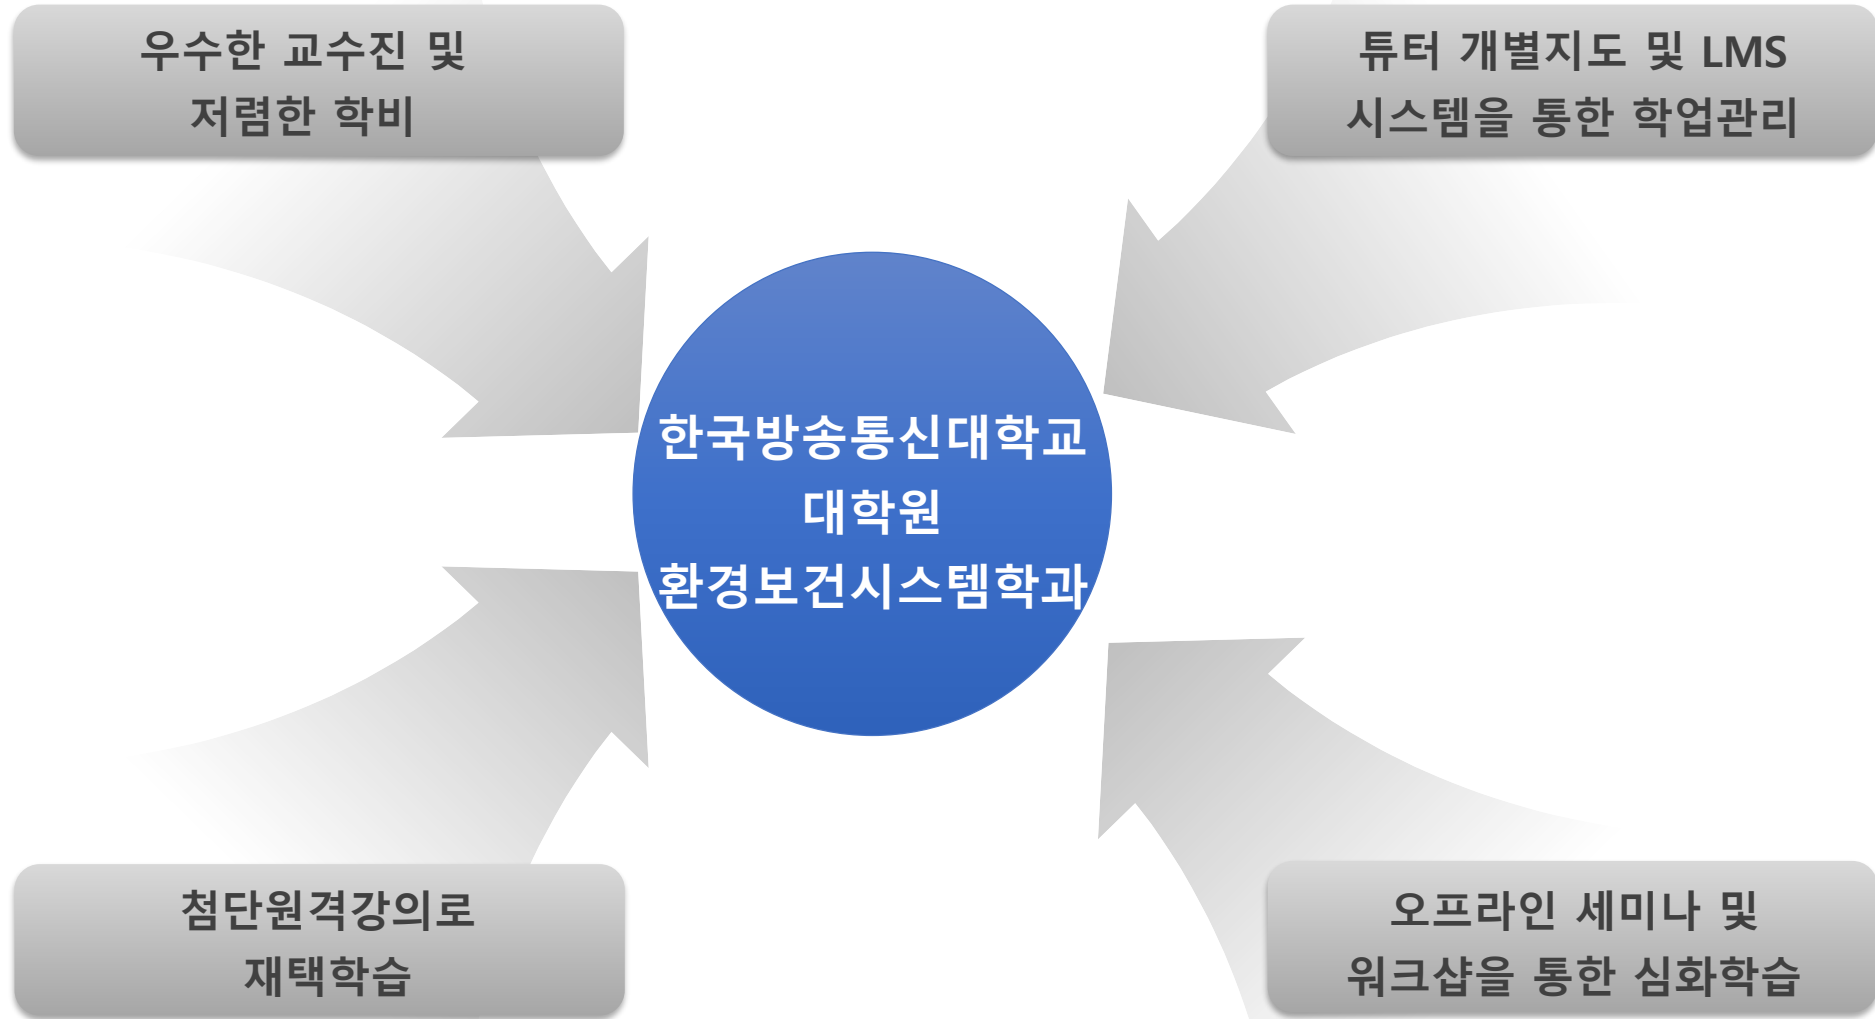 우수한 교수진 및
저렴한 학비
튜터 개별지도 및 LMS
시스템을 통한 학업관리
한국방송통신대학교
대학원
환경보건시스템학과
첨단원격강의로
재택학습
오프라인 세미나 및
워크샵을 통한 심화학습